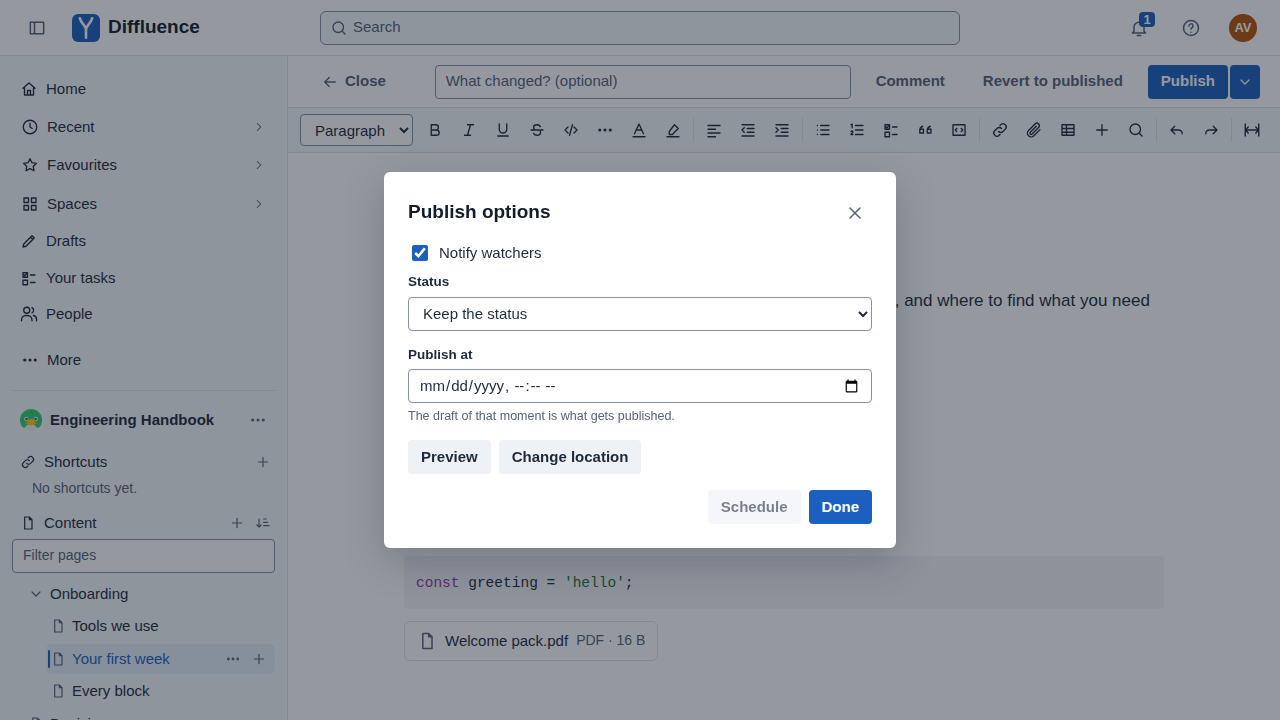 Diffluence
Search
1
AV
Home
Recent
Favourites
Spaces
Drafts
Your tasks
People
More
Engineering Handbook
Shortcuts
No shortcuts yet.
Content
Filter pages
Onboarding
Tools we use
Your first week
Every block
Close
What changed? (optional)
Comment
Revert to published
Publish
Paragraph
, and where to find what you need
Publish options
Notify watchers
Status
Keep the status
Publish at
mm/dd/yyyy, --:-- --
The draft of that moment is what gets published.
Preview
Change location
Schedule
Done
const greeting = 'hello';
Welcome pack.pdf PDF · 16 B